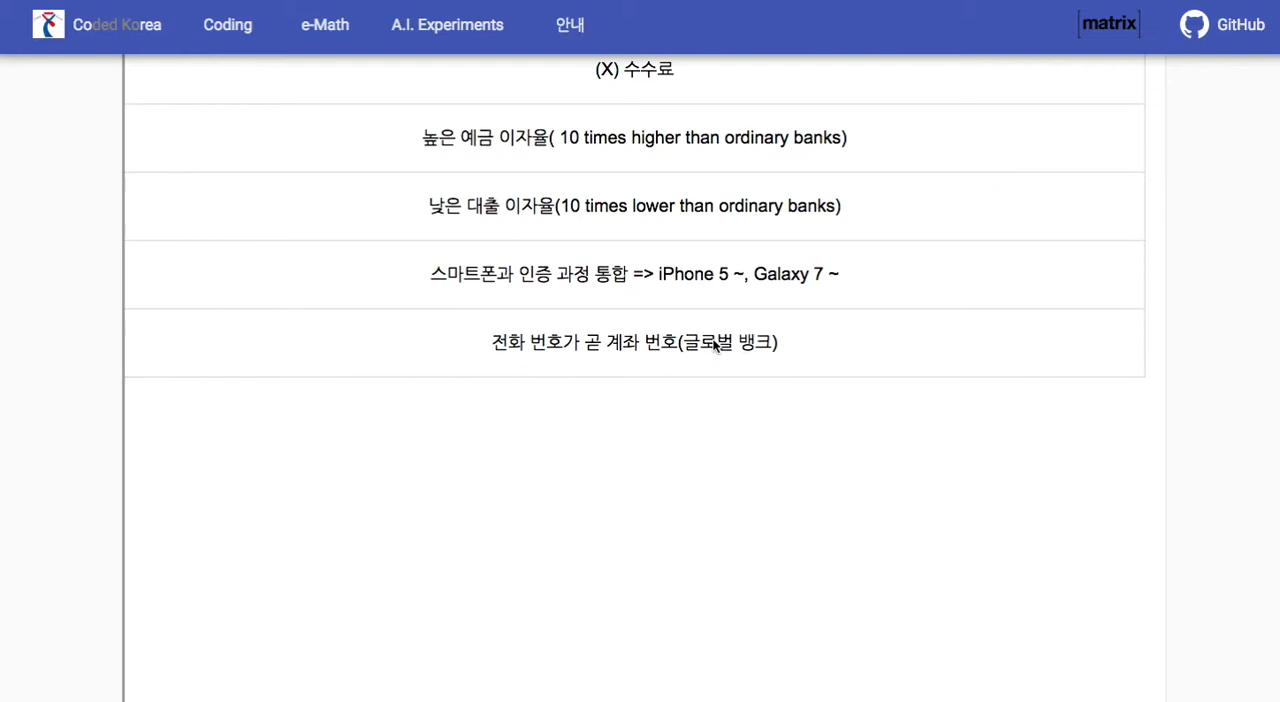 Coded Korea Coding e-Math A.I. Experiments 안내 matrix GitHub
(X) 수수료
높은 예금 이자율( 10 times higher than ordinary banks)
낮은 대출 이자율(10 times lower than ordinary banks)
스마트폰과 인증 과정 통합 => iPhone 5 ~, Galaxy 7 ~
전화 번호가 곧 계좌 번호(글로벌 뱅크)